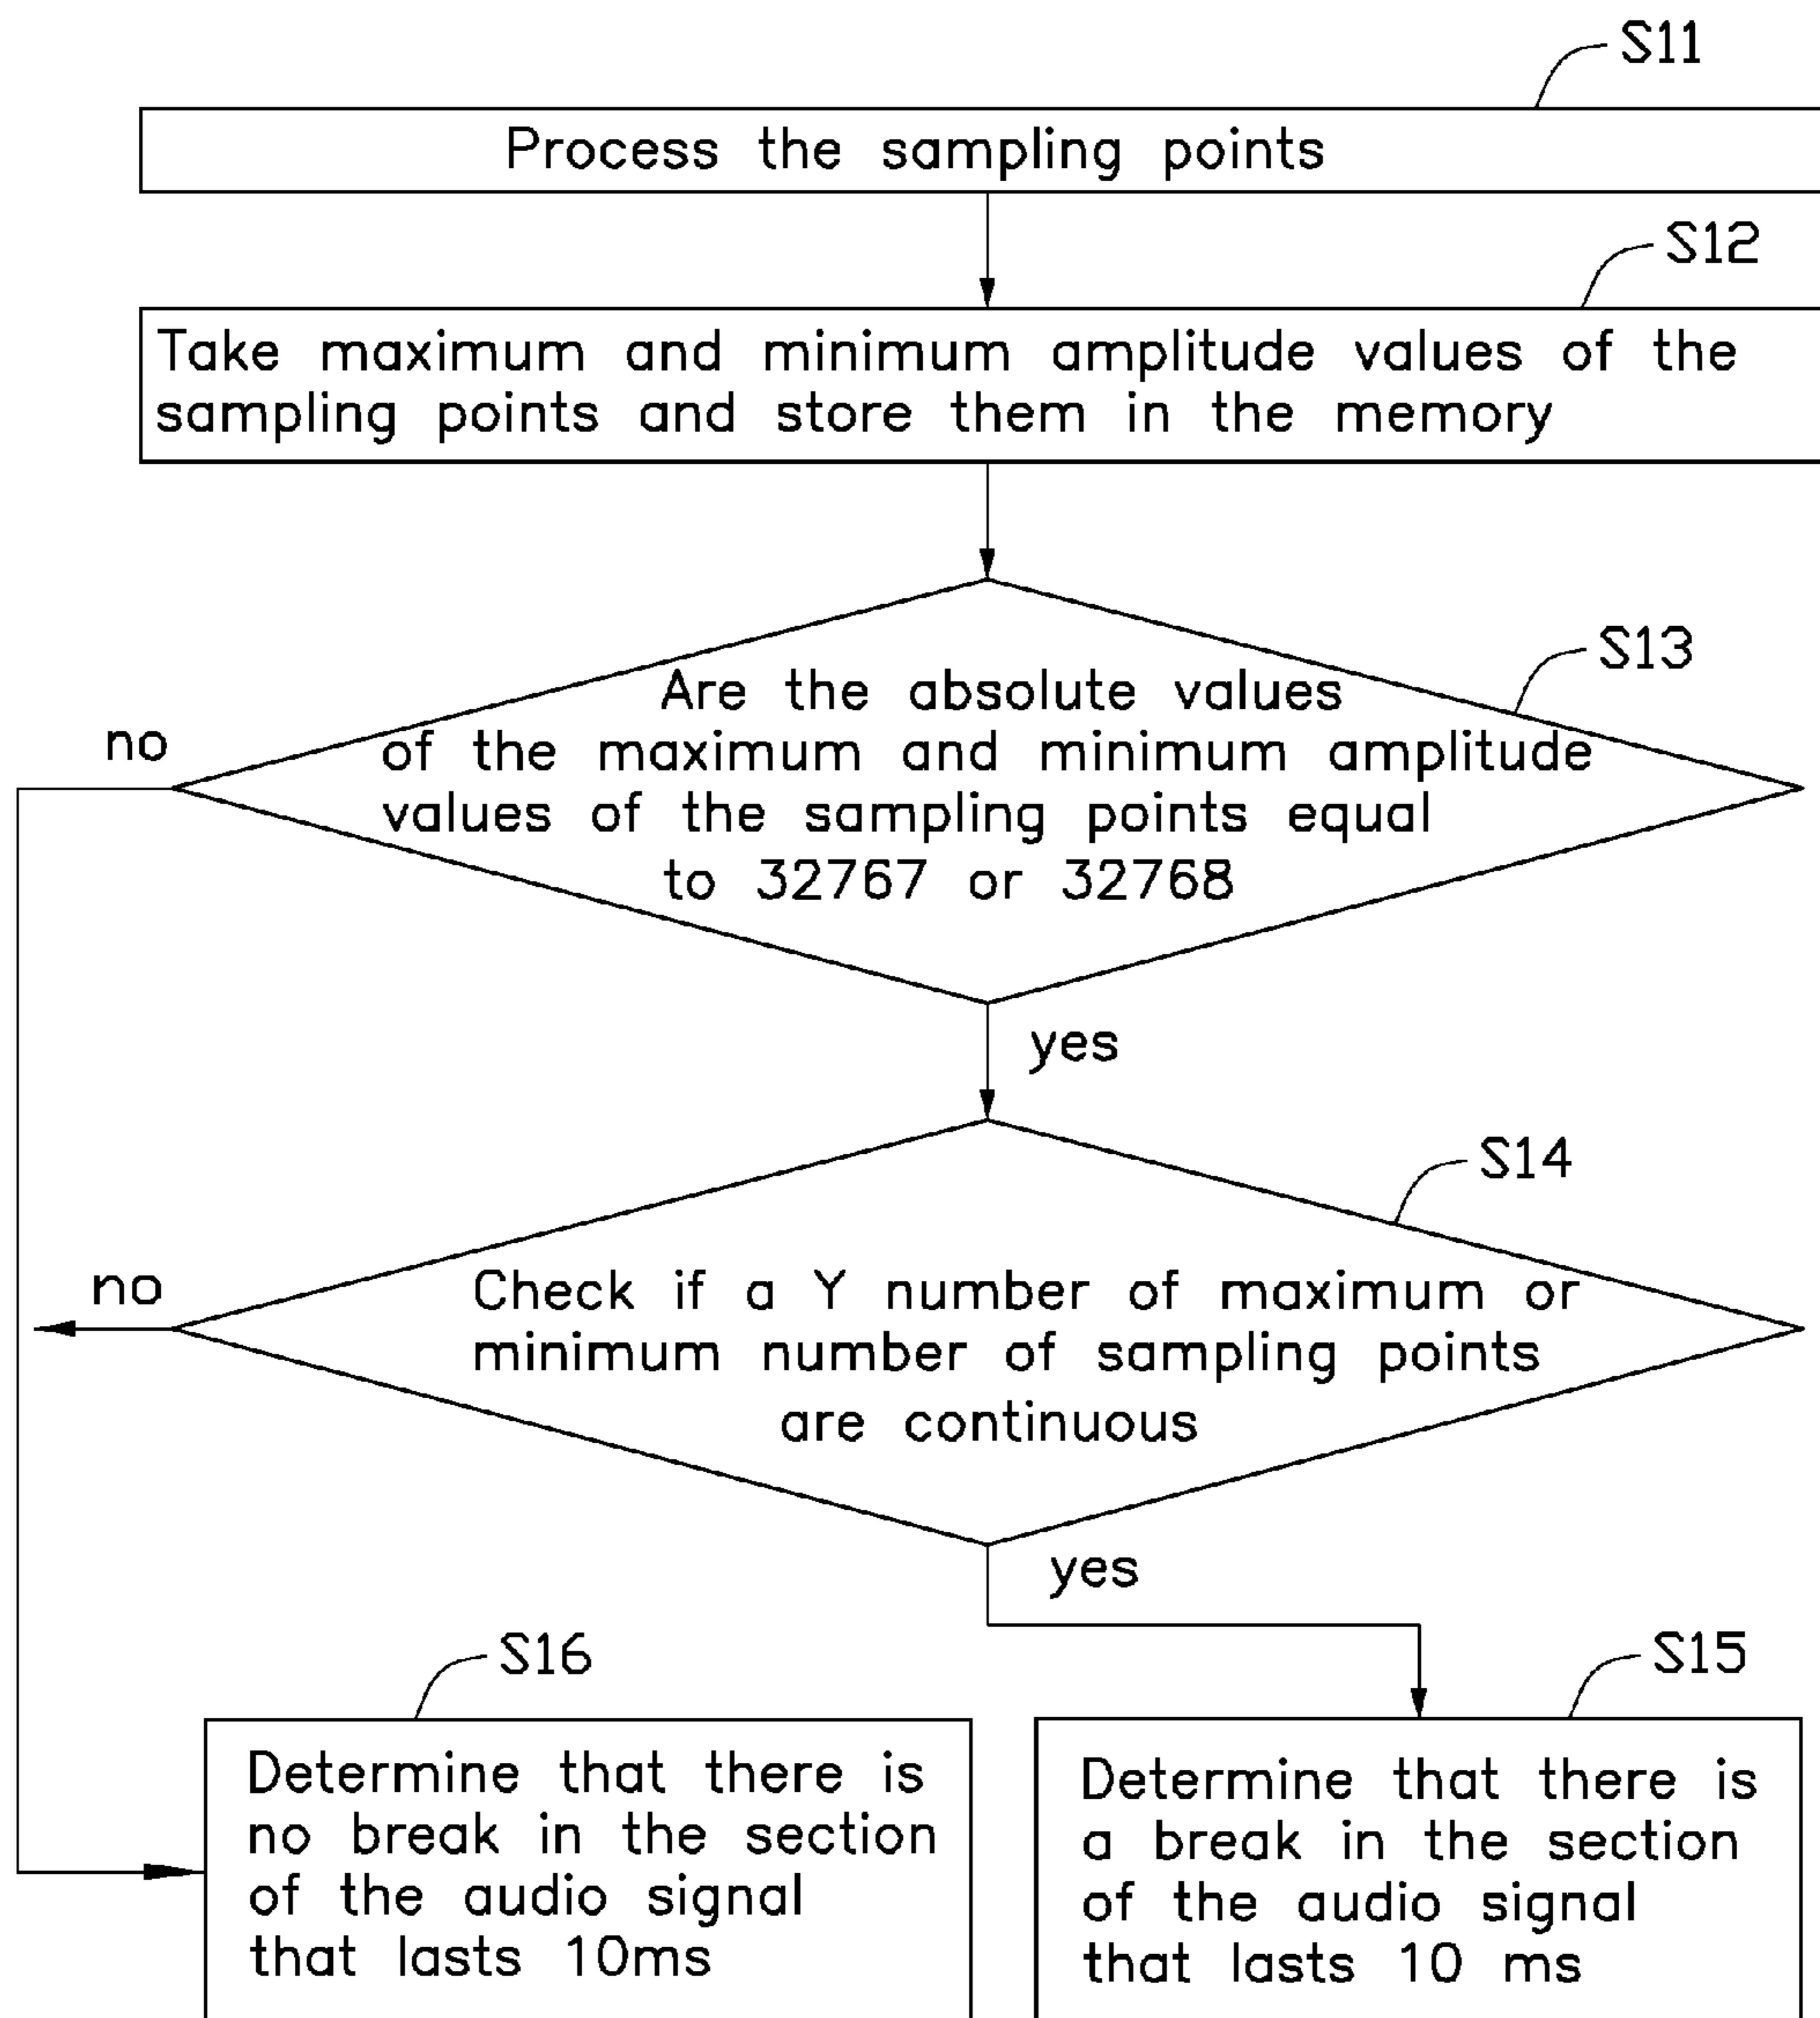 S11
Process the sampling points
S12
Take maximum and minimum amplitude values of the
sampling points and store them in the memory
S13
Are the absolute values
of the maximum and minimum amplitude
values of the sampling points equal
to 32767 or 32768
no
yes
S14
Check if a Y number of maximum or
minimum number of sampling points
are continuous
no
yes
S16
Determine that there is
no break in the section
of the audio signal
that lasts 10ms
S15
Determine that there is
a break in the section
of the audio signal
that lasts 10 ms